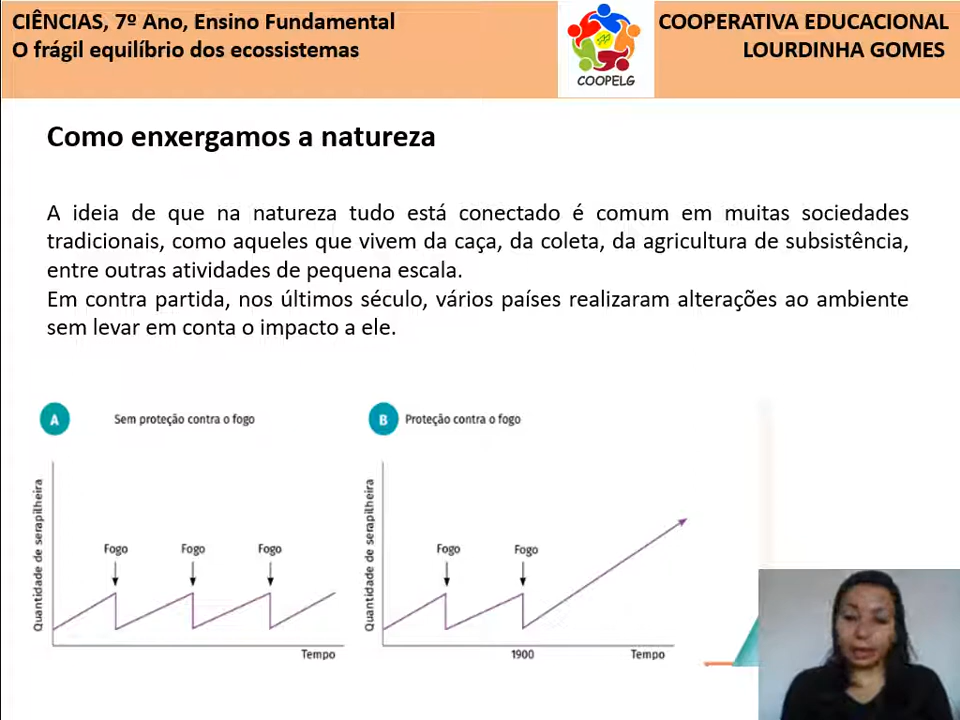 CIÊNCIAS, 7º Ano, Ensino Fundamental
O frágil equilíbrio dos ecossistemas
COOPELG
COOPERATIVA EDUCACIONAL
LOURDINHA GOMES
Como enxergamos a natureza
A ideia de que na natureza tudo está conectado é comum em muitas sociedades
tradicionais, como aqueles que vivem da caça, da coleta, da agricultura de subsistência,
entre outras atividades de pequena escala.
Em contra partida, nos últimos século, vários países realizaram alterações ao ambiente
sem levar em conta o impacto a ele.
A
Sem proteção contra o fogo
Quantidade de serapilheira
Fogo
Fogo
Fogo
Tempo
B
Proteção contra o fogo
Quantidade de serapilheira
Fogo
Fogo
1900
Tempo